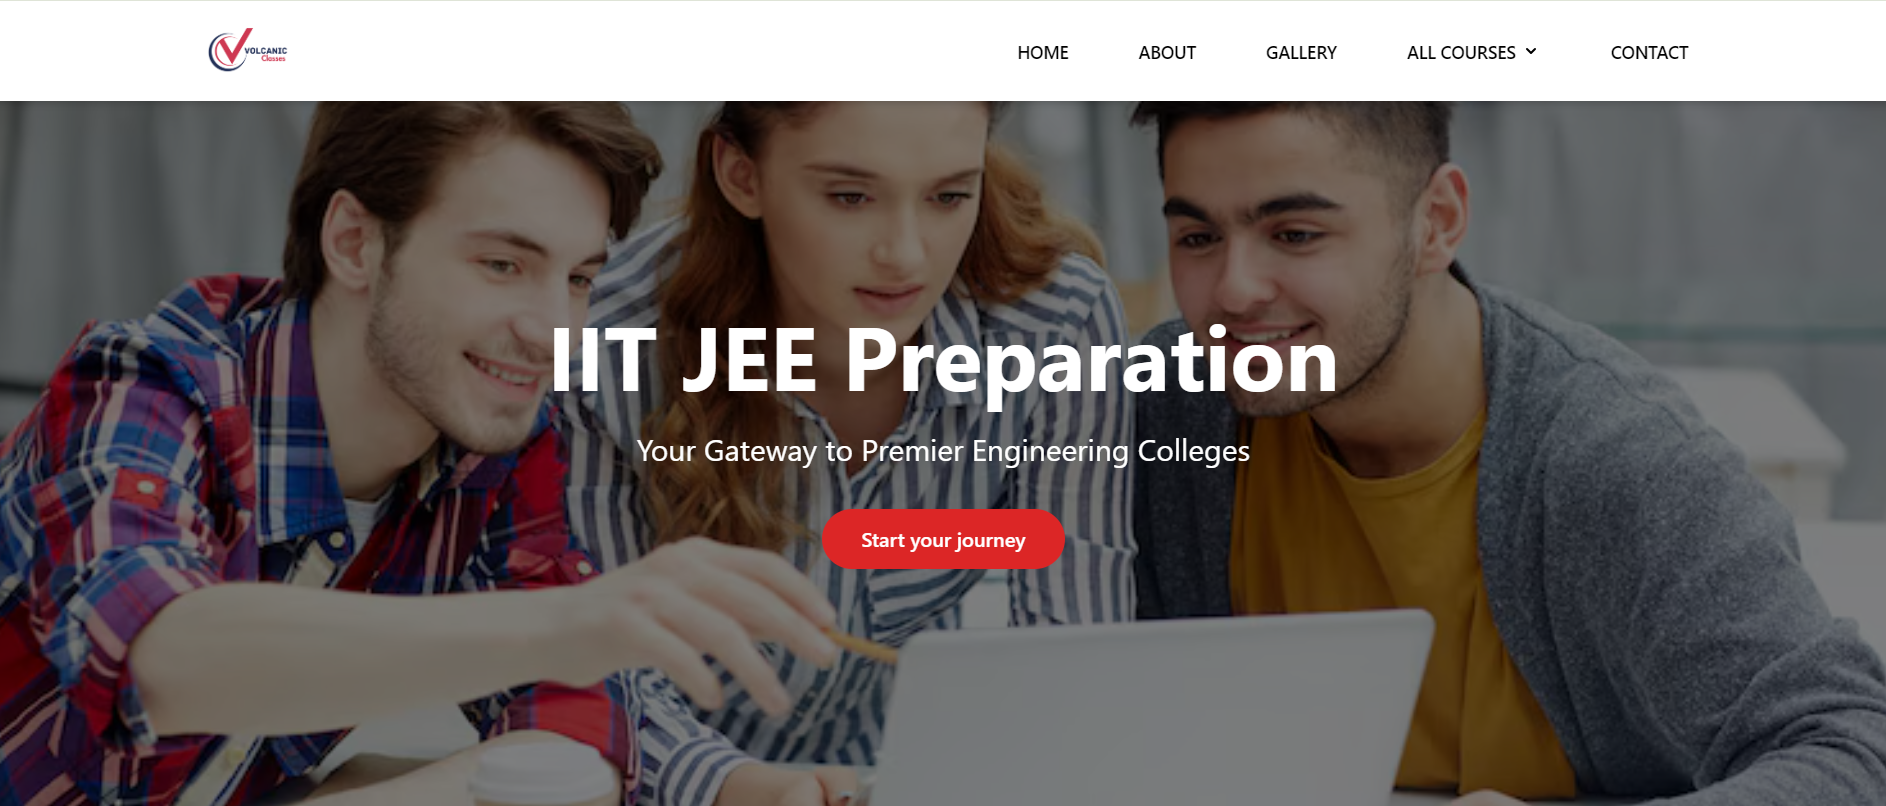 VOLCANIC
Classes
HOME
ABOUT
GALLERY
ALL COURSES
CONTACT
IIT JEE Preparation
Your Gateway to Premier Engineering Colleges
Start your journey